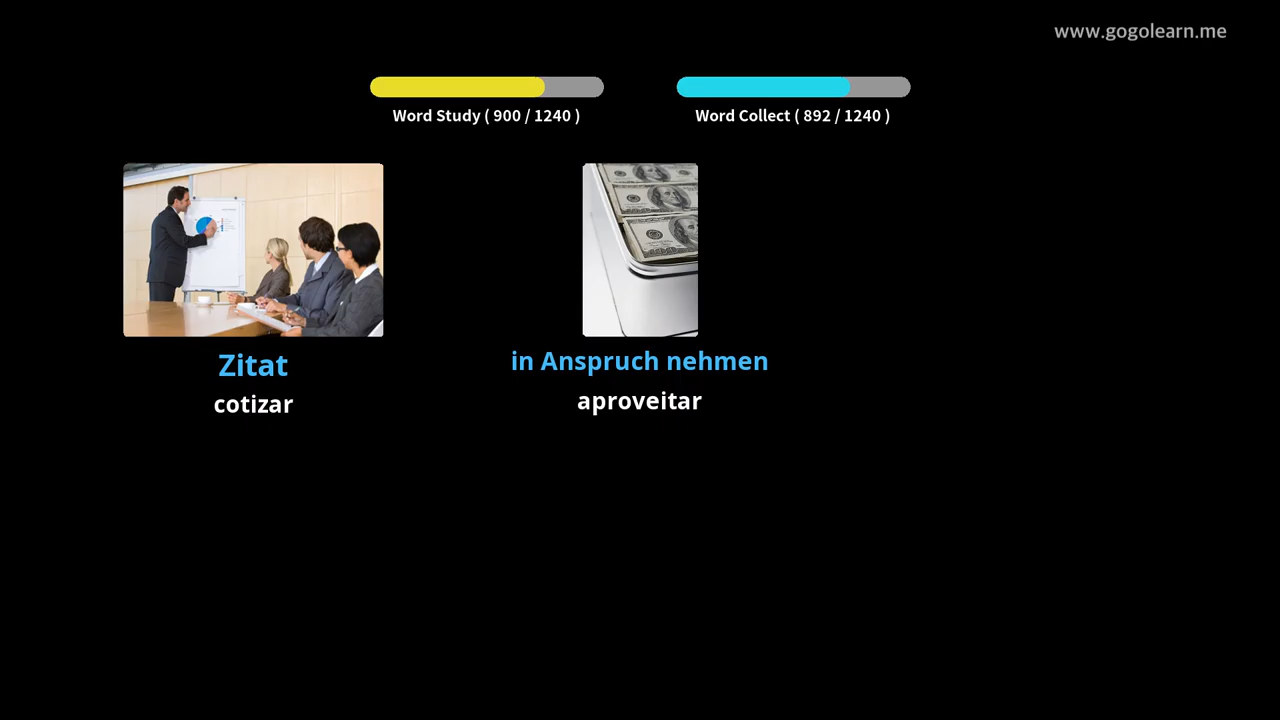 www.gogolearn.me
Word Study ( 900 / 1240 )
Word Collect ( 892 / 1240 )
Zitat
cotizar
in Anspruch nehmen
aproveitar